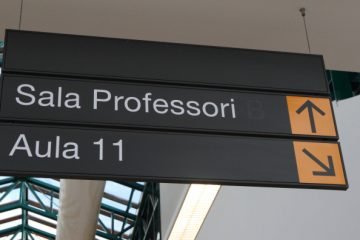 Sala Professori B
Aula 11